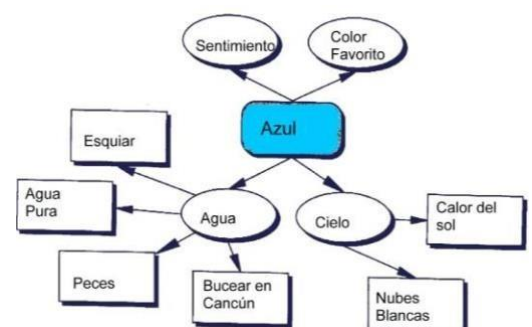 Sentimiento
Color
Favorito
Azul
Esquiar
Agua
Pura
Agua
Cielo
Calor del
sol
Peces
Bucear en
Cancún
Nubes
Blancas